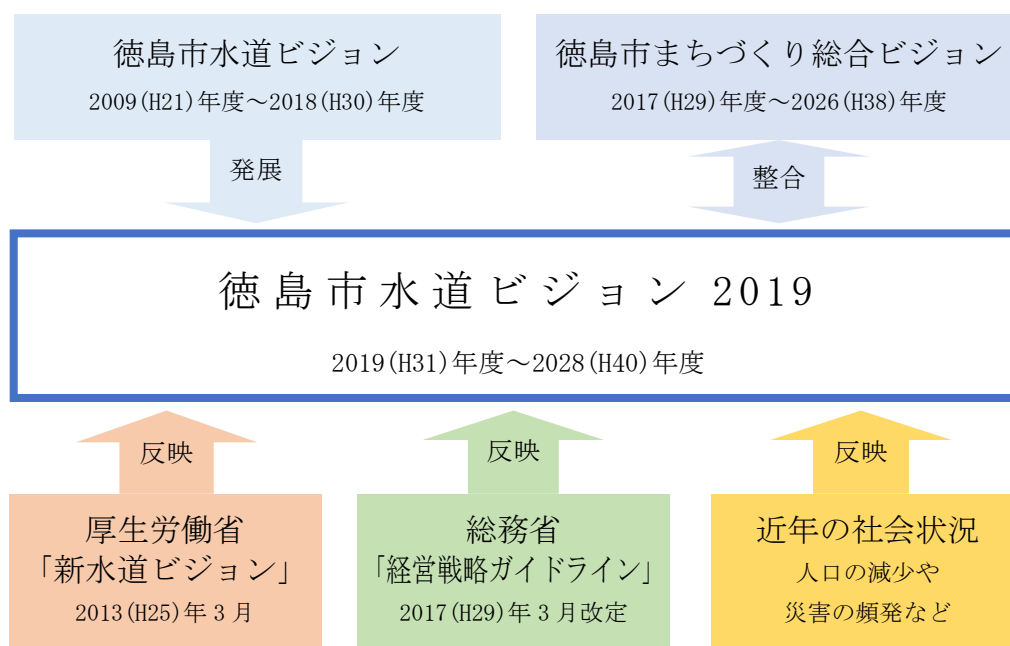 徳島市水道ビジョン
2009(H21)年度～2018(H30)年度
徳島市まちづくり総合ビジョン
2017(H29)年度～2026(H38)年度
発展
整合
徳島市水道ビジョン 2019
2019(H31)年度～2028(H40)年度
反映
反映
反映
厚生労働省
「新水道ビジョン」
2013(H25)年3月
総務省
「経営戦略ガイドライン」
2017(H29)年3月改定
近年の社会状況
人口の減少や
災害の頻発など